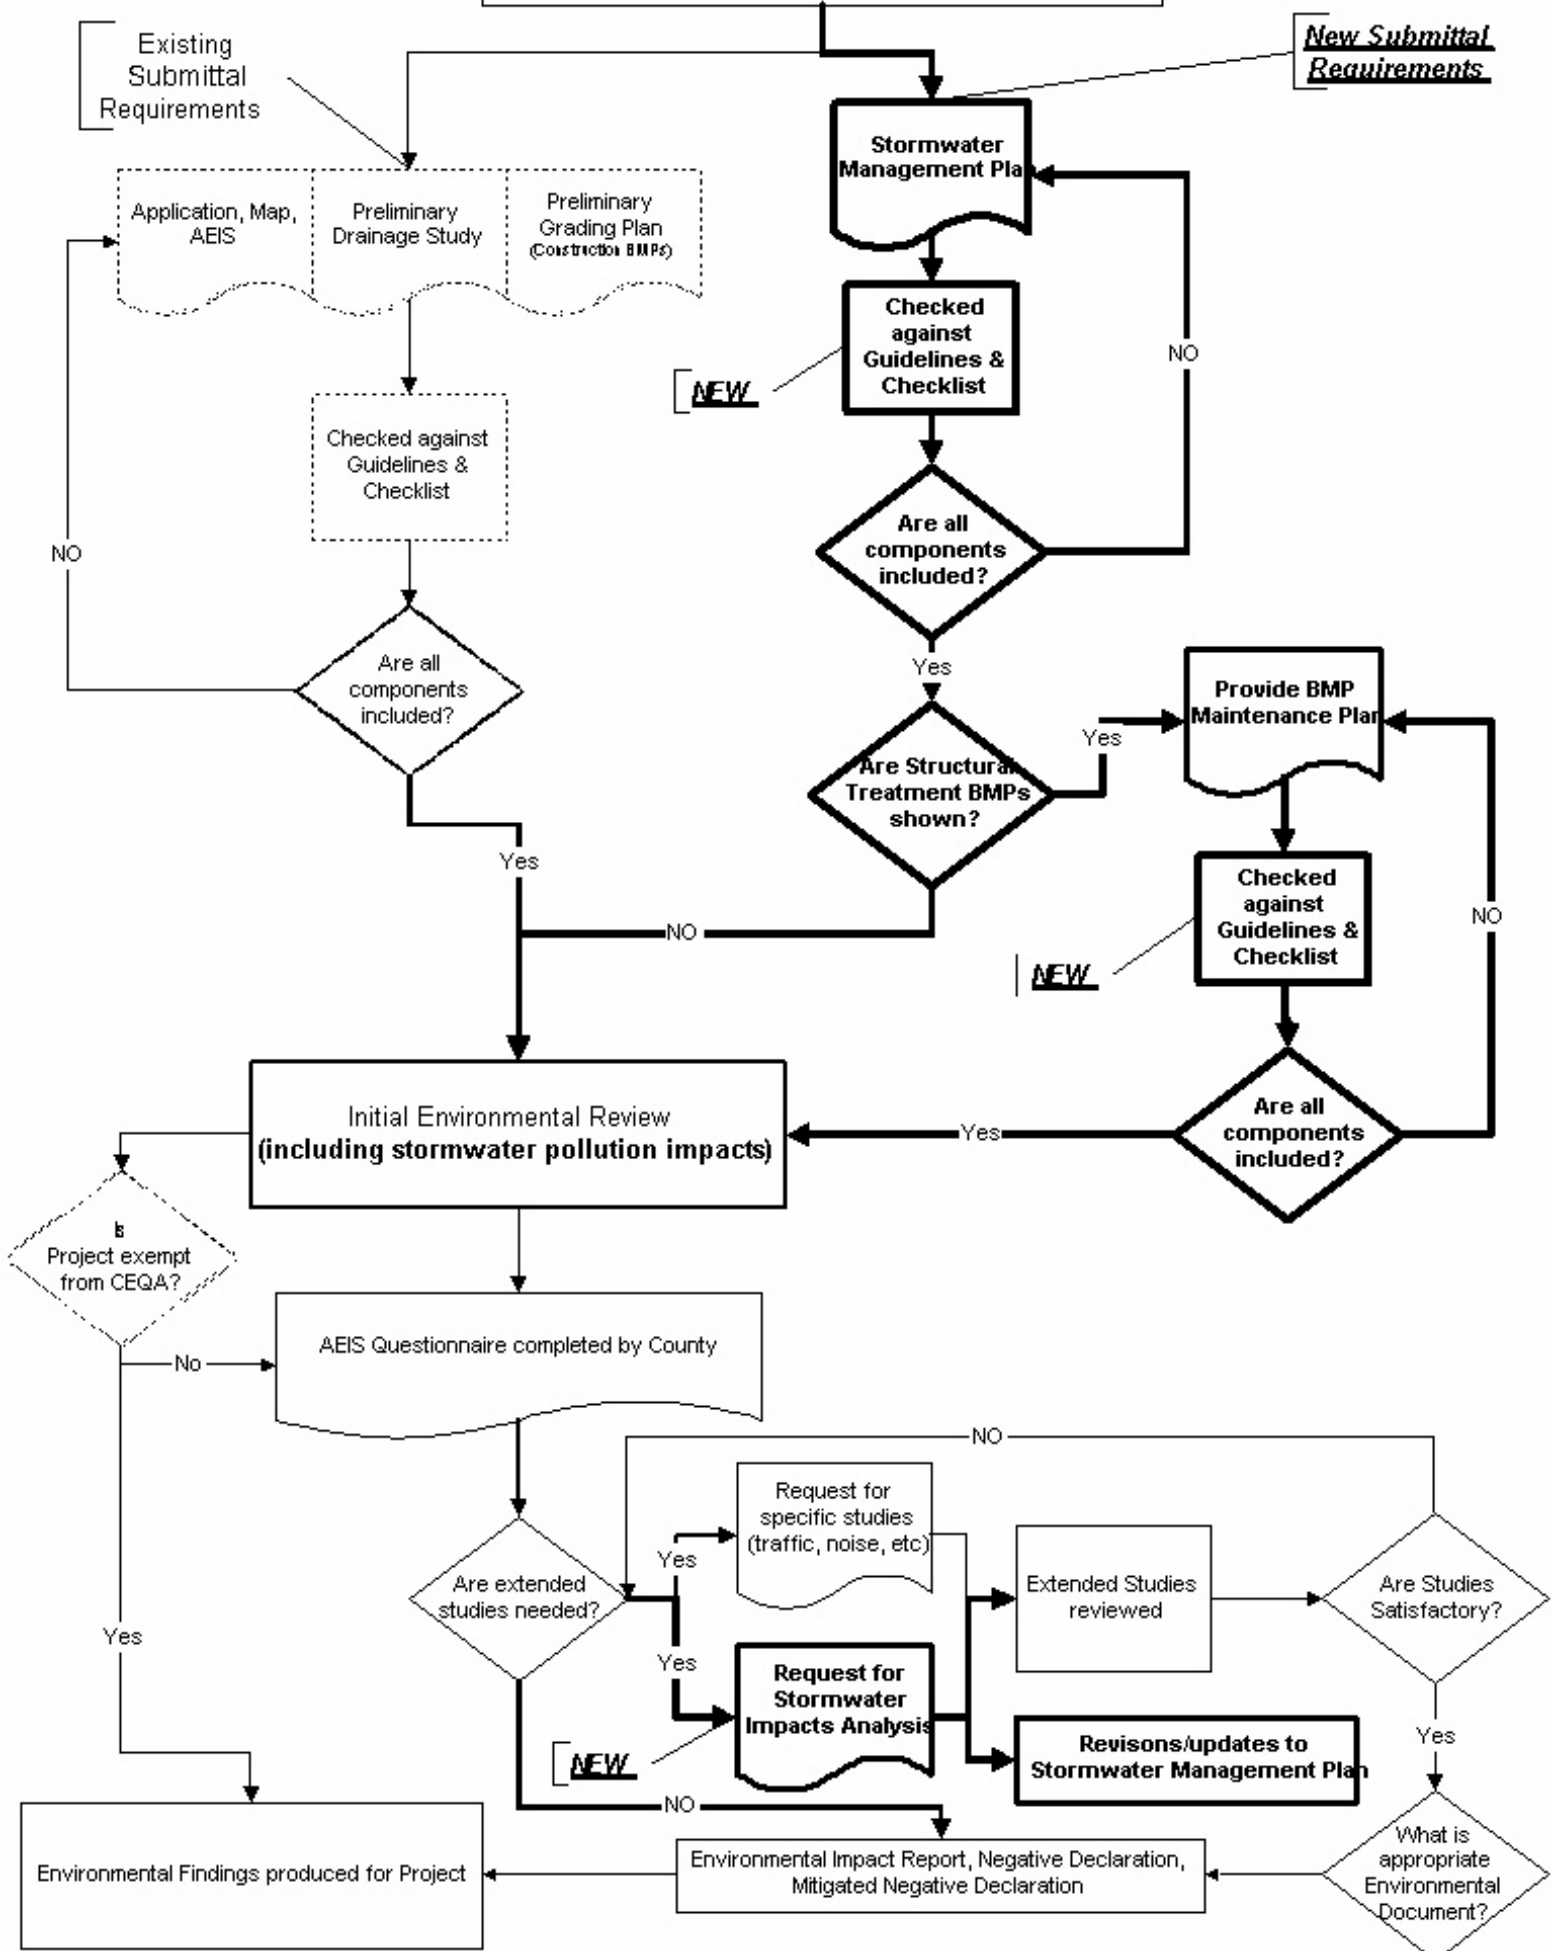 Existing
Submittal
Requirements
New Submittal
Requirements
Stormwater
Management Plan
Application, Map,
AEIS
Preliminary
Drainage Study
Preliminary
Grading Plan
(Construction BMPs)
Checked
against
Guidelines &
Checklist
NEW
NO
Checked against
Guidelines &
Checklist
Are all
components
included?
NO
Yes
Are all
components
included?
Provide BMP
Maintenance Plan
Yes
Are Structural
Treatment BMPs
shown?
Yes
NO
Checked
against
Guidelines &
Checklist
NEW
NO
Initial Environmental Review
(including stormwater pollution impacts)
Yes
Are all
components
included?
Is
Project exempt
from CEQA?
No
AEIS Questionnaire completed by County
NO
Request for
specific studies
(traffic, noise, etc)
Yes
Are extended
studies needed?
Extended Studies
reviewed
Are Studies
Satisfactory?
Yes
Yes
Request for
Stormwater
Impacts Analysis
NEW
Revisons/updates to
Stormwater Management Plan
Yes
NO
Environmental Findings produced for Project
Environmental Impact Report, Negative Declaration,
Mitigated Negative Declaration
What is
appropriate
Environmental
Document?